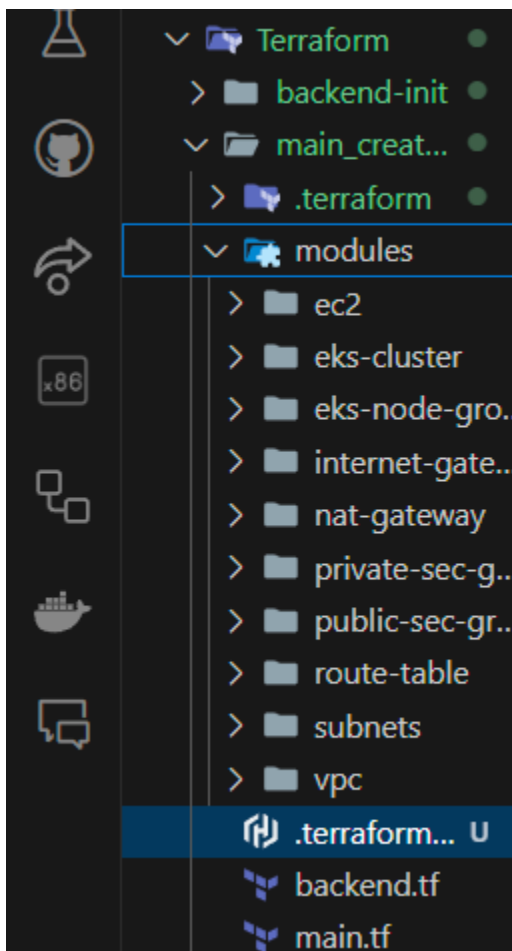 Terraform
backend-init
main_creat...
.terraform
modules
ec2
eks-cluster
x86
eks-node-gro..
internet-gate...
nat-gateway
private-sec-g...
public-sec-gr...
route-table
subnets
vpc
.terraform... U
backend.tf
main.tf